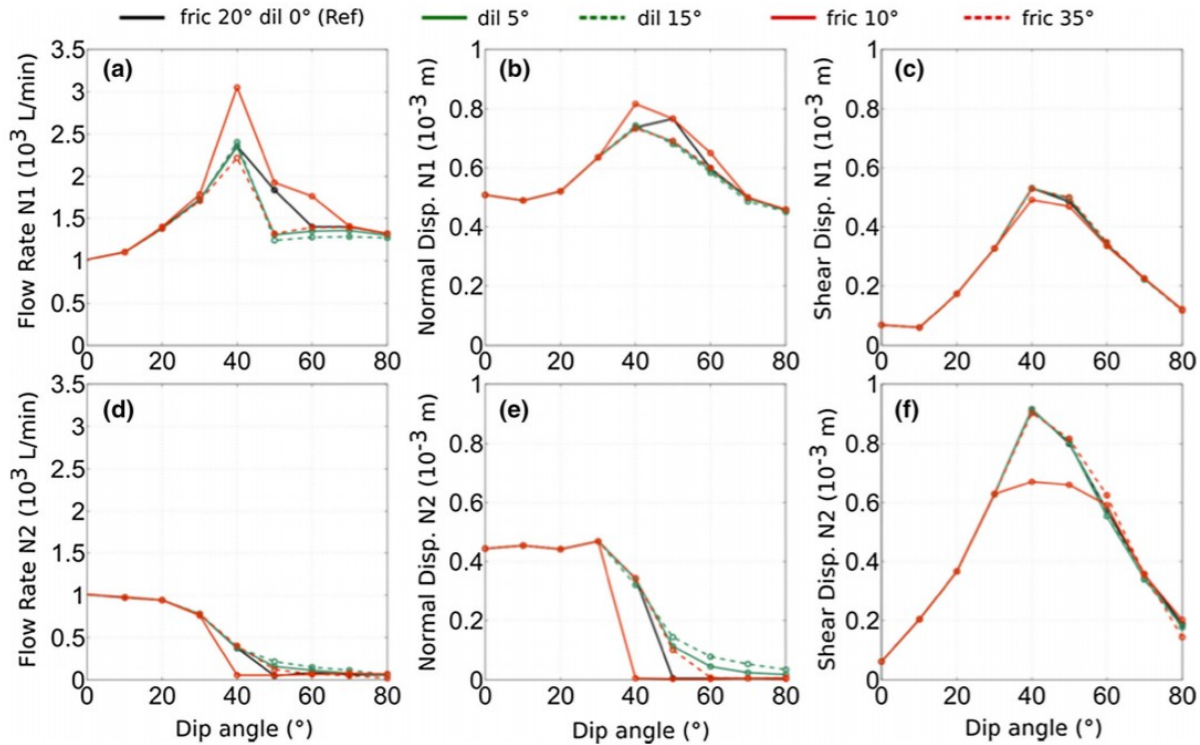 fric 20° dil 0° (Ref) dil 5° dil 15° fric 10° fric 35°
(a) (b) (c)
Flow Rate N1 (10³ L/min)
3.5
3
2.5
2
1.5
1
0.5
0
0 20 40 60 80
Normal Disp. N1 (10⁻³ m)
1
0.8
0.6
0.4
0.2
0
0 20 40 60 80
Shear Disp. N1 (10⁻³ m)
1
0.8
0.6
0.4
0.2
0
0 20 40 60 80
(d) (e) (f)
Flow Rate N2 (10³ L/min)
3.5
3
2.5
2
1.5
1
0.5
0
0 20 40 60 80
Dip angle (°)
Normal Disp. N2 (10⁻³ m)
1
0.8
0.6
0.4
0.2
0
0 20 40 60 80
Dip angle (°)
Shear Disp. N2 (10⁻³ m)
1
0.8
0.6
0.4
0.2
0
0 20 40 60 80
Dip angle (°)